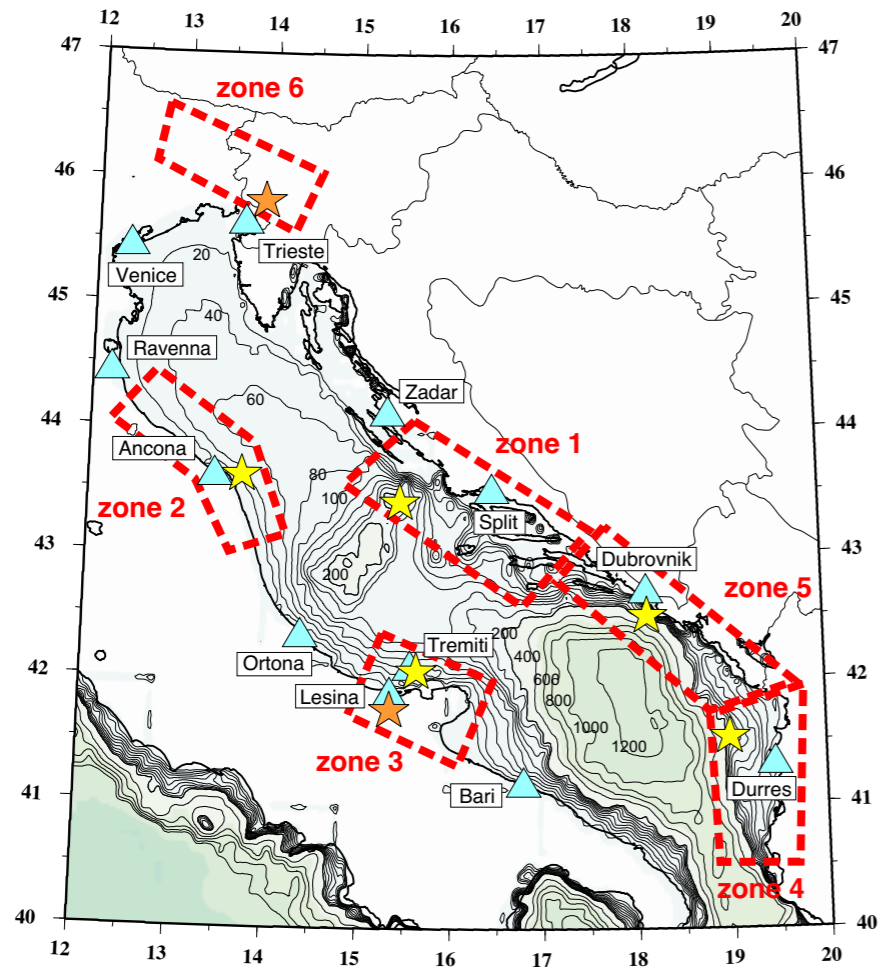 12 13 14 15 16 17 18 19 20
47 47
zone 6
46 46
Trieste
Venice
20
45 45
40
Ravenna
Zadar
60
44 44
zone 1
Ancona
80
100
zone 2
Split
43 43
Dubrovnik
200
zone 5
200
Tremiti
Ortona
400
42 42
600
Lesina
800
1000
zone 3
1200
Bari
Durres
41 41
zone 4
40 40
12 13 14 15 16 17 18 19 20